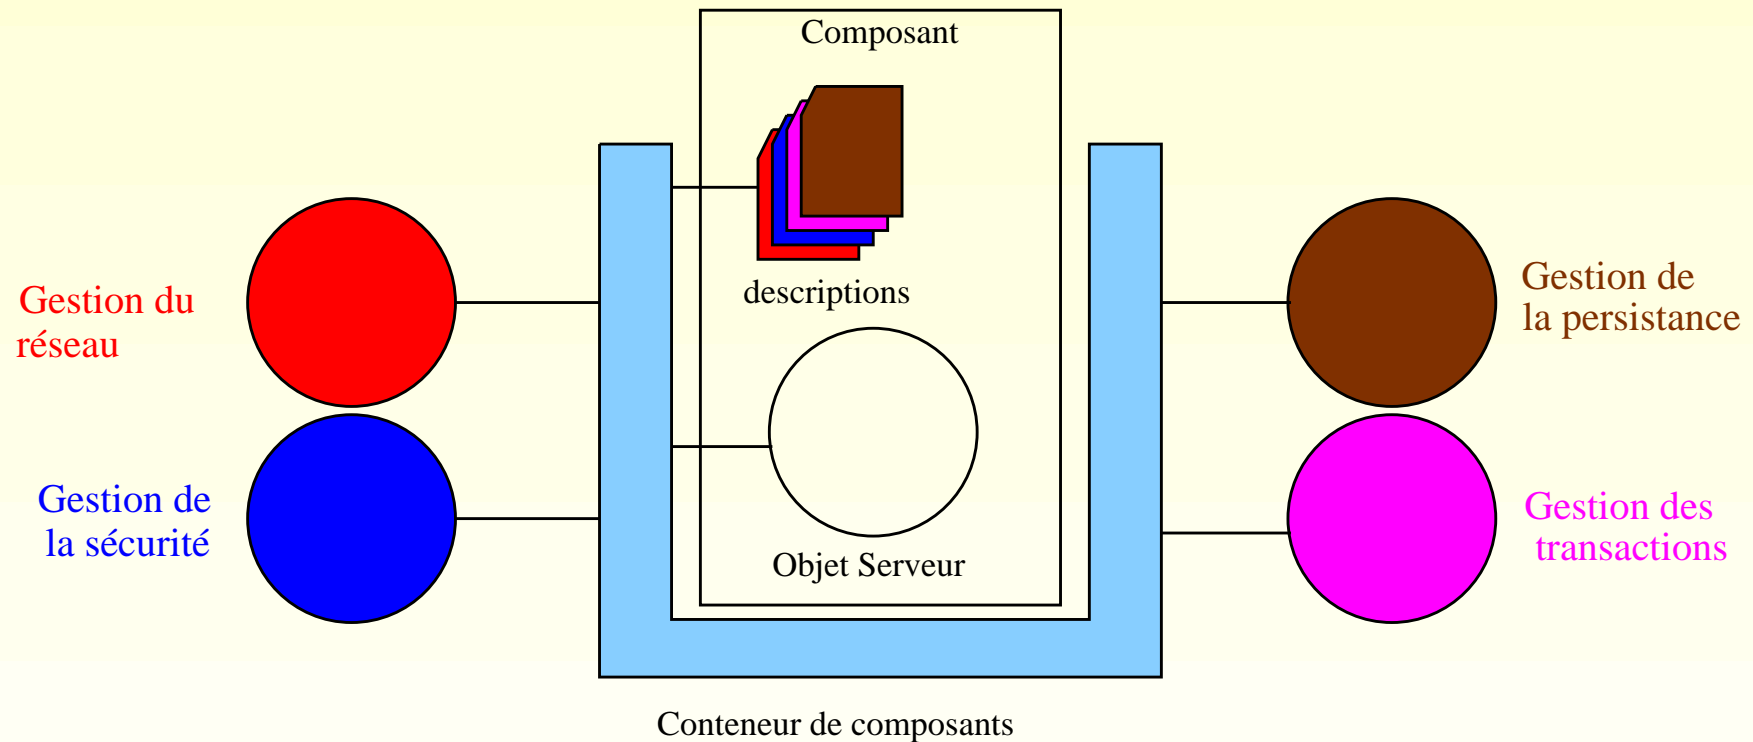 Composant
descriptions
Objet Serveur
Gestion du
réseau
Gestion de
la sécurité
Gestion de
la persistance
Gestion des
transactions
Conteneur de composants